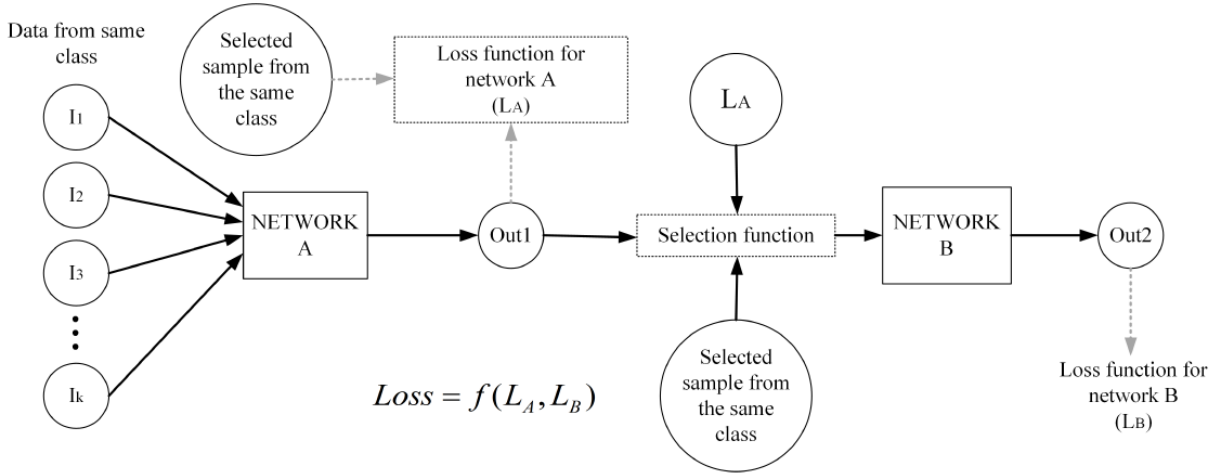 Data from same
class
I1
I2
I3
Ik
Selected
sample from
the same
class
Loss function for
network A
(LA)
NETWORK
A
Out1
LA
Selection function
Selected
sample from
the same
class
NETWORK
B
Out2
Loss function for
network B
(LB)
Loss = f(L_A, L_B)